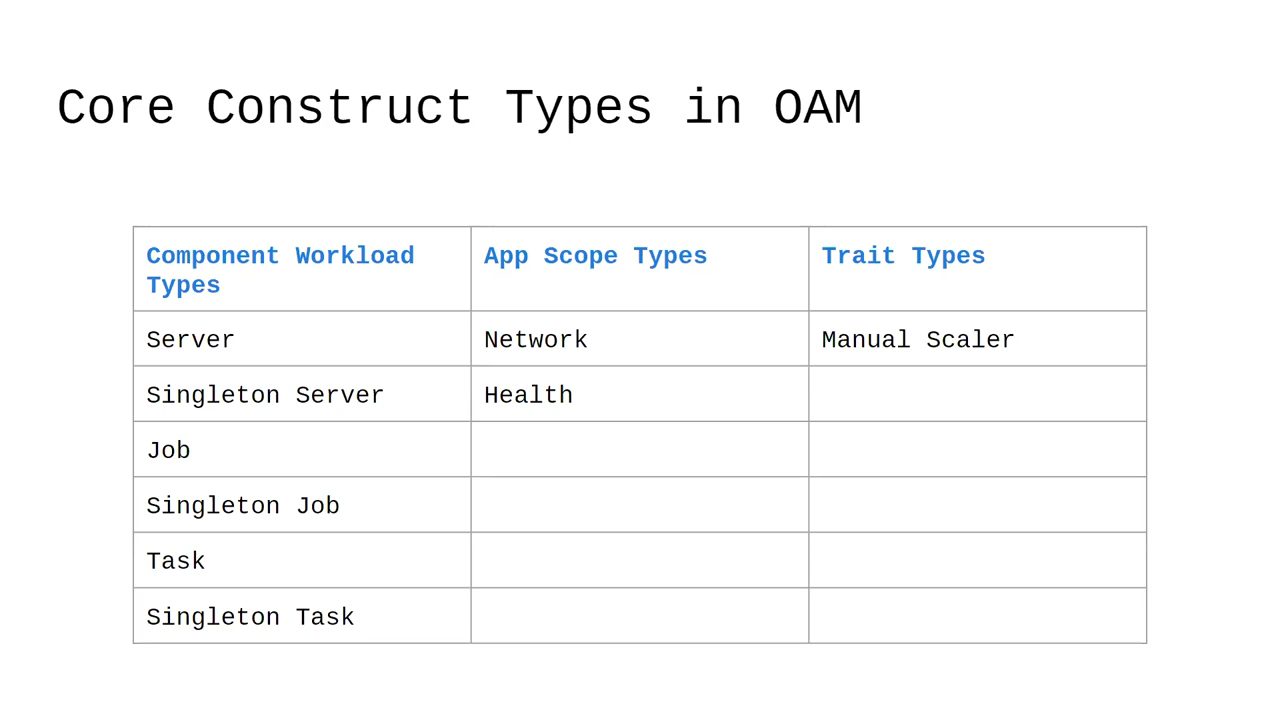 Core Construct Types in OAM
Component Workload Types
App Scope Types
Trait Types
Server
Network
Manual Scaler
Singleton Server
Health
Job
Singleton Job
Task
Singleton Task